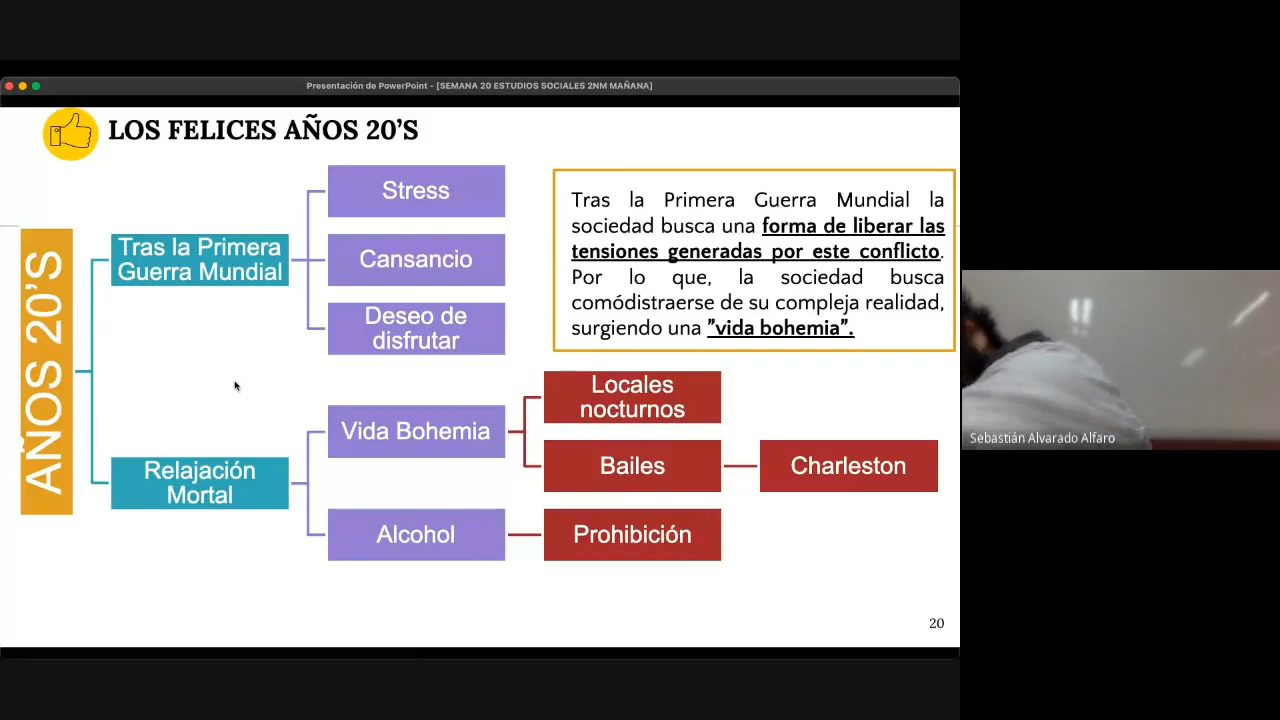 Presentación de PowerPoint - [SEMANA 20 ESTUDIOS SOCIALES 2NM MAÑANA]
LOS FELICES AÑOS 20'S
AÑOS 20'S
Tras la Primera
Guerra Mundial
Stress
Cansancio
Deseo de
disfrutar
Tras la Primera Guerra Mundial la
sociedad busca una forma de liberar las
tensiones generadas por este conflicto.
Por lo que, la sociedad busca
comódistraerse de su compleja realidad,
surgiendo una "vida bohemia".
Relajación
Mortal
Vida Bohemia
Locales
nocturnos
Bailes
Charleston
Alcohol
Prohibición
20
Sebastián Alvarado Alfaro